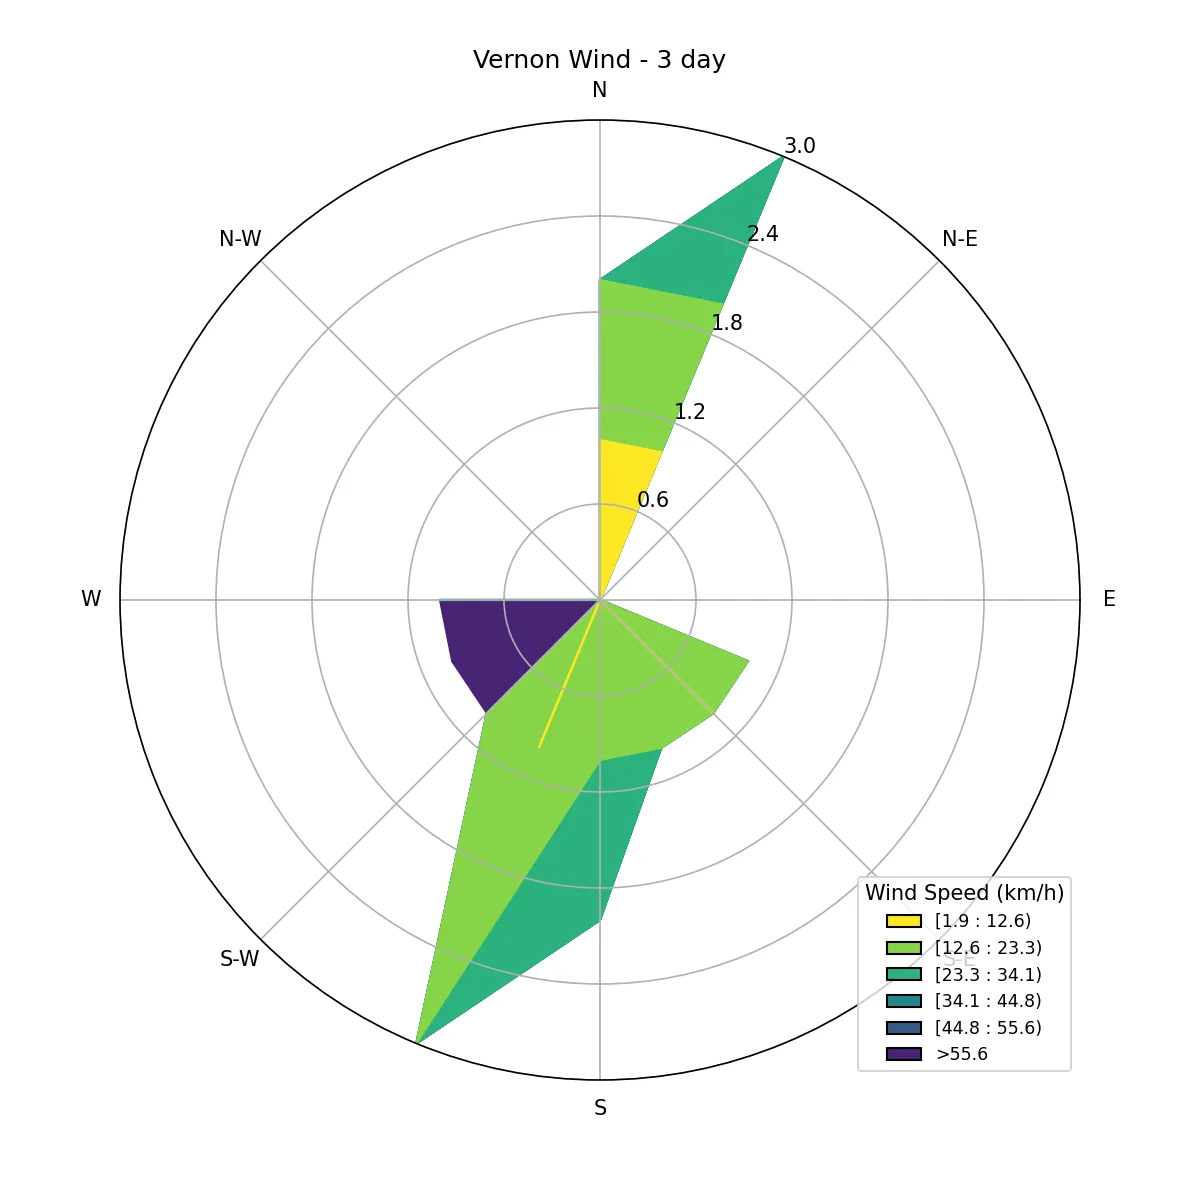 Vernon Wind - 3 day
N
3.0
N-W
2.4
N-E
1.8
1.2
0.6
W
E
Wind Speed (km/h)
[1.9 : 12.6)
[12.6 : 23.3)
S-W
S-E
[23.3 : 34.1)
[34.1 : 44.8)
[44.8 : 55.6)
>55.6
S